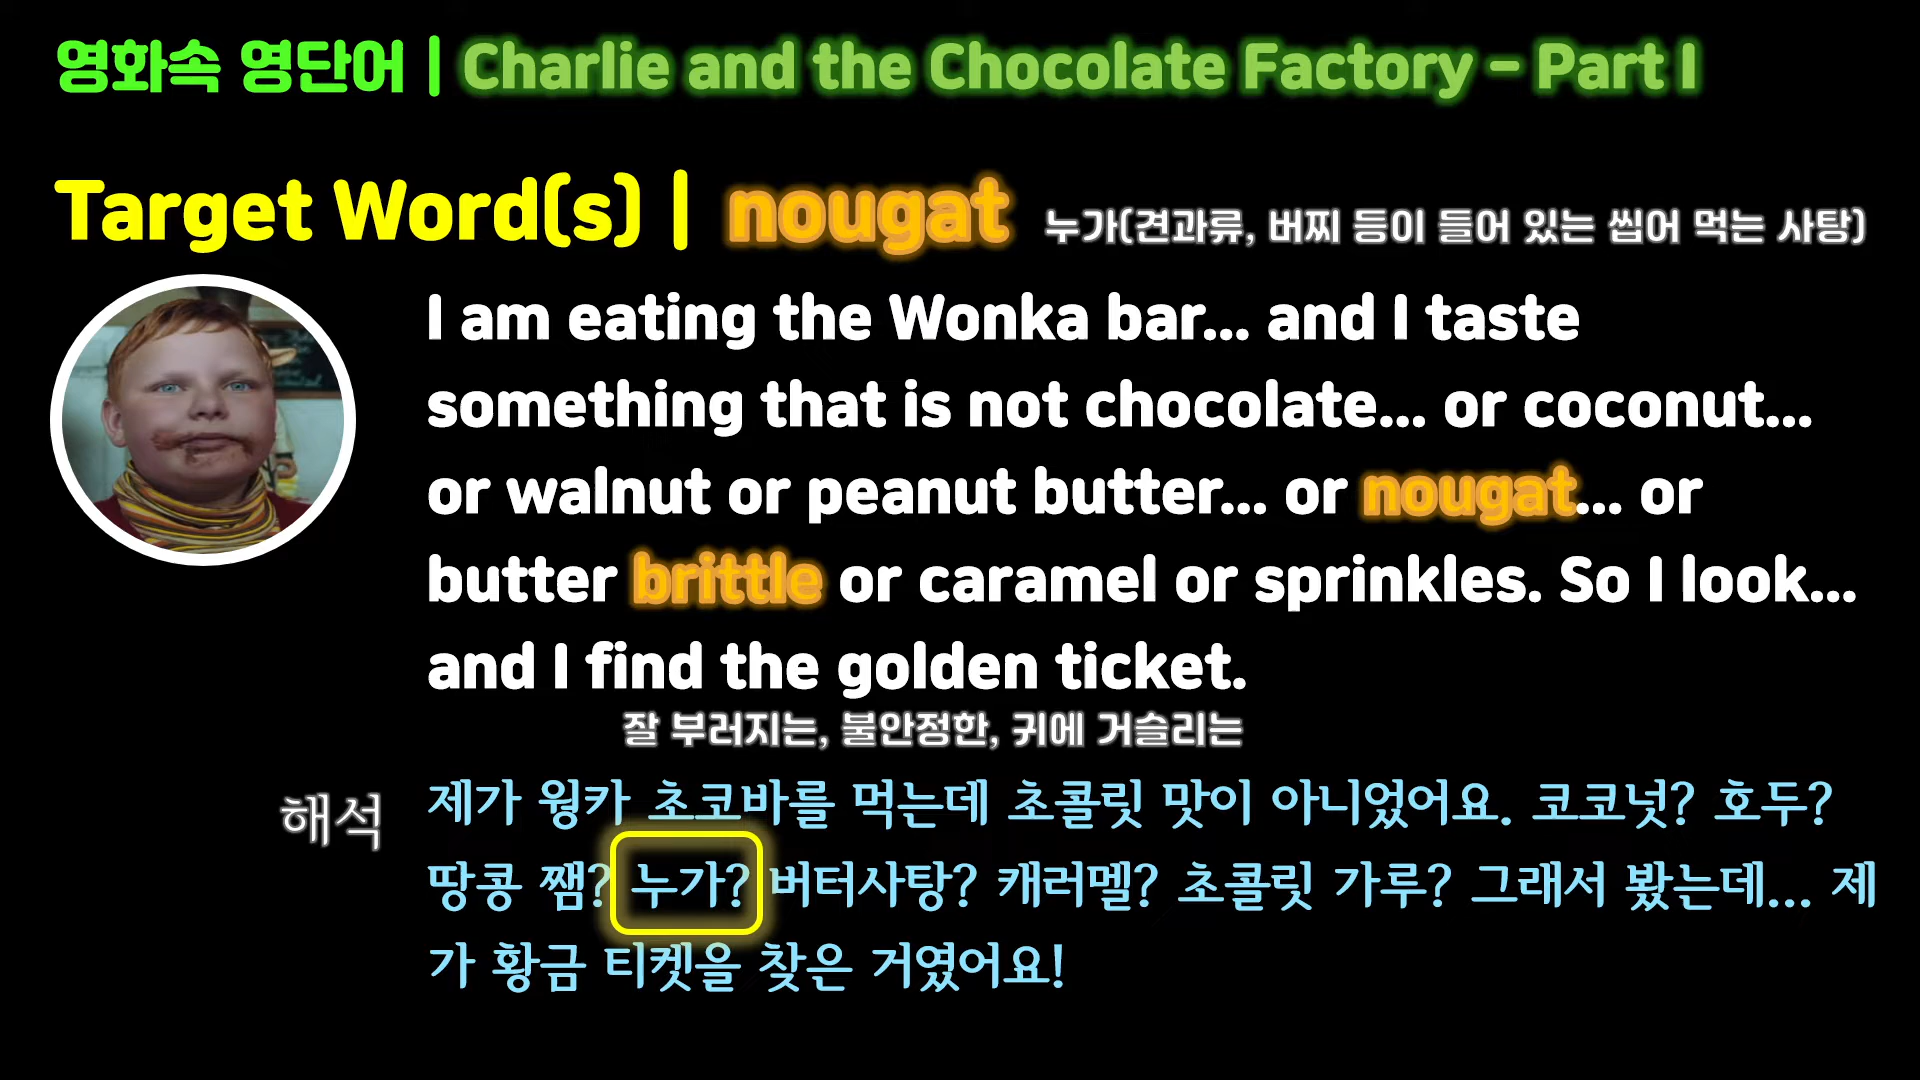 영화속 영단어 | Charlie and the Chocolate Factory - Part I
Target Word(s) | nougat 누가(견과류, 버찌 등이 들어 있는 씹어 먹는 사탕)
I am eating the Wonka bar... and I taste
something that is not chocolate... or coconut...
or walnut or peanut butter... or nougat... or
butter brittle or caramel or sprinkles. So I look...
and I find the golden ticket.
잘 부러지는, 불안정한, 귀에 거슬리는
해석 제가 웡카 초코바를 먹는데 초콜릿 맛이 아니었어요. 코코넛? 호두?
땅콩 쨈? 누가? 버터사탕? 캐러멜? 초콜릿 가루? 그래서 봤는데... 제
가 황금 티켓을 찾은 거였어요!